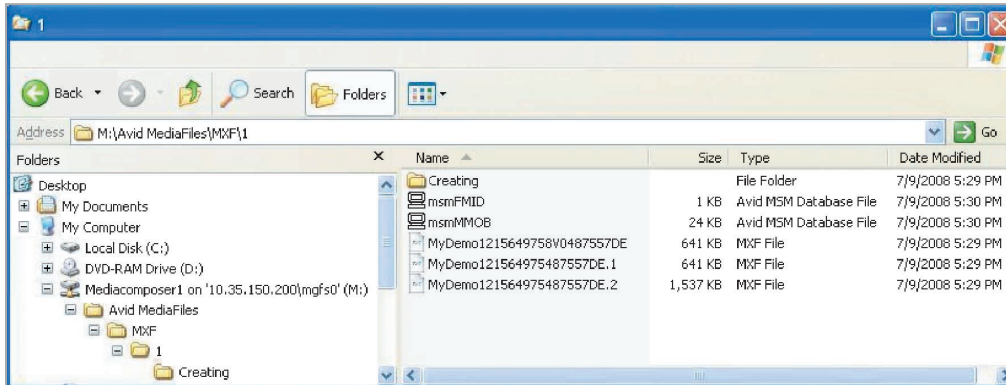 1
Back Search Folders
Address M:\Avid MediaFiles\MXF\1 Go
Folders
Desktop
My Documents
My Computer
Local Disk (C:)
DVD-RAM Drive (D:)
Mediacomposer1 on '10.35.150.200\mgfs0' (M:)
Avid MediaFiles
MXF
1
Creating
Name Size Type Date Modified
Creating File Folder 7/9/2008 5:29 PM
msmFMID 1 KB Avid MSM Database File 7/9/2008 5:30 PM
msmMMOB 24 KB Avid MSM Database File 7/9/2008 5:30 PM
MyDemo1215649758V0487557DE 641 KB MXF File 7/9/2008 5:29 PM
MyDemo121564975487557DE.1 641 KB MXF File 7/9/2008 5:29 PM
MyDemo121564975487557DE.2 1,537 KB MXF File 7/9/2008 5:29 PM